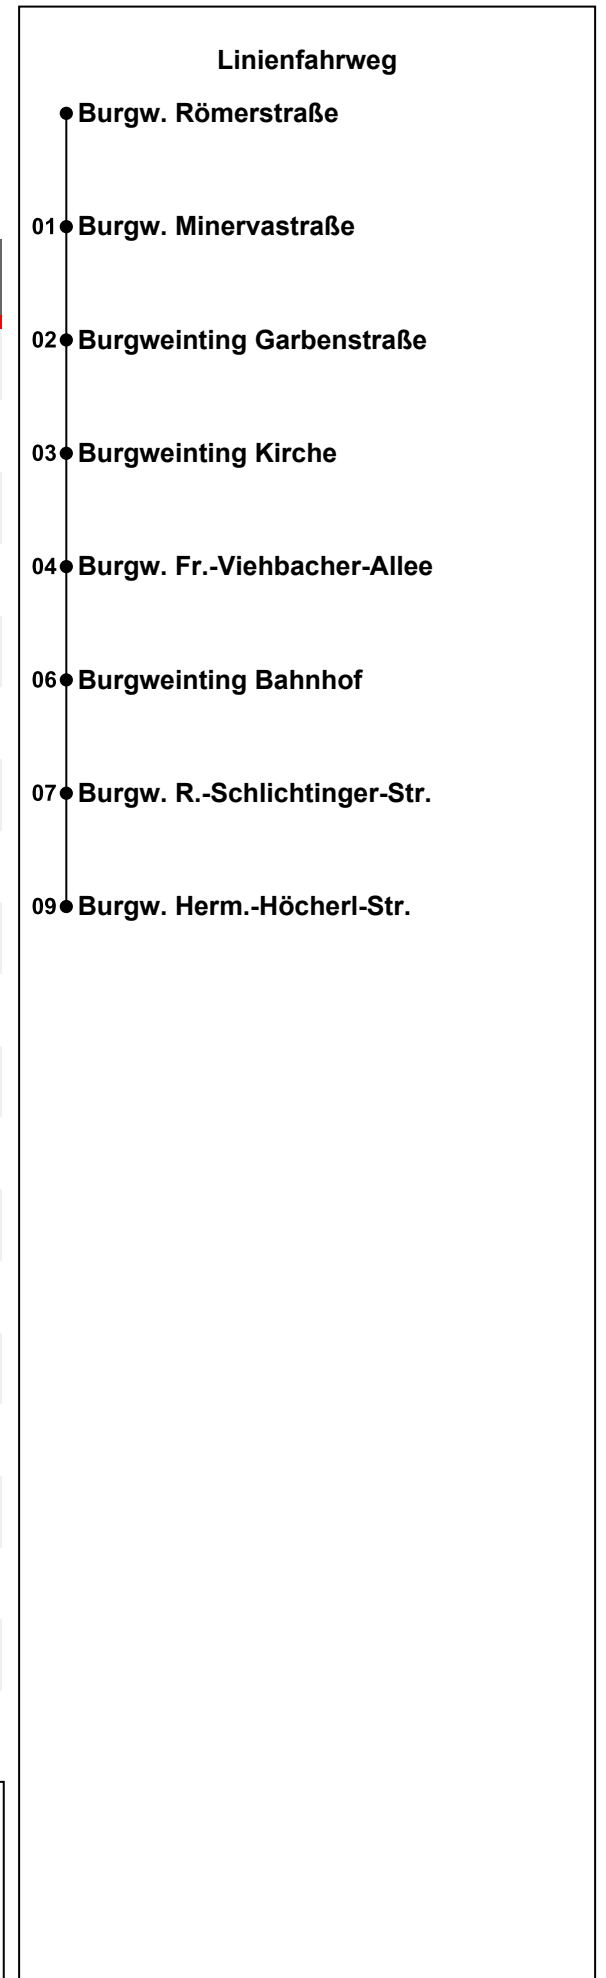 Linienfahrweg
Burgw. Römerstraße
01 Burgw. Minervastraße
02 Burgweinting Garbenstraße
03 Burgweinting Kirche
04 Burgw. Fr.-Viehbacher-Allee
06 Burgweinting Bahnhof
07 Burgw. R.-Schlichtinger-Str.
09 Burgw. Herm.-Höcherl-Str.